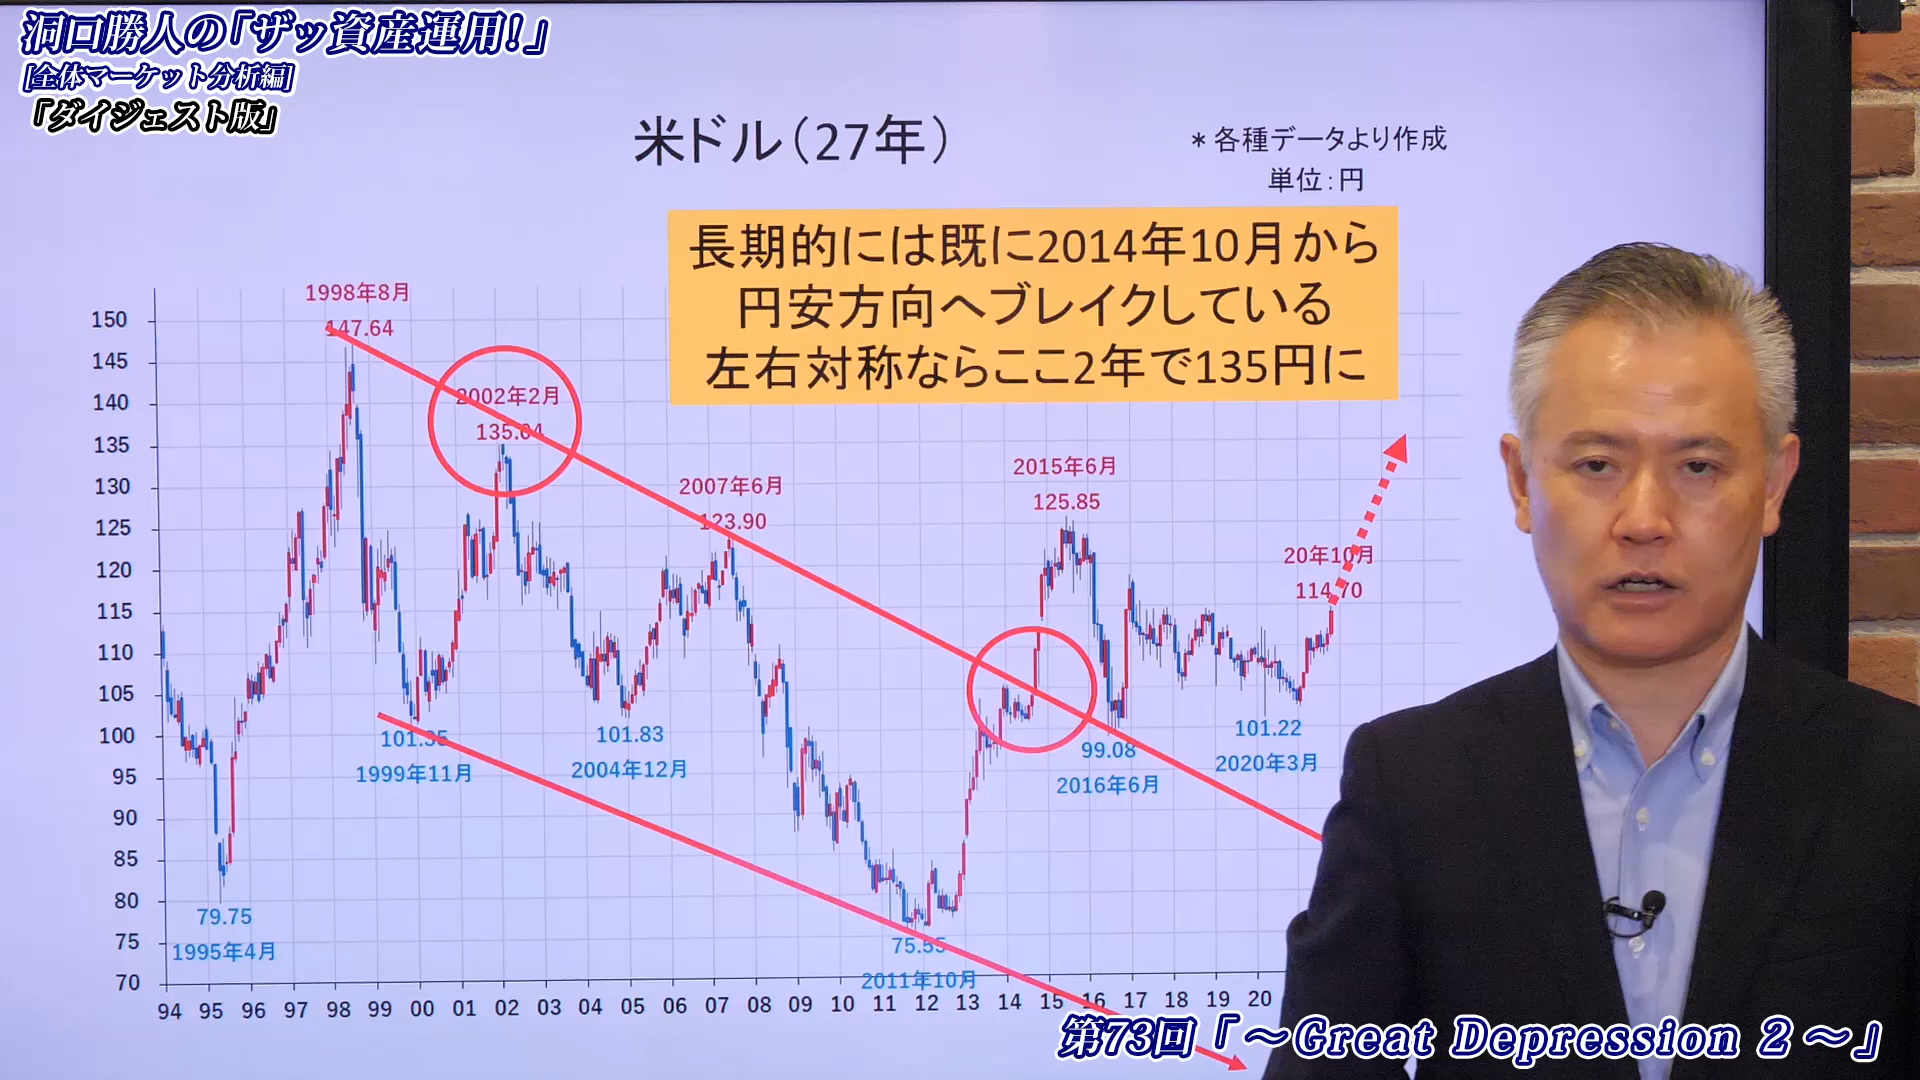 洞口勝人の「ザッ資産運用!」
[全体マーケット分析編]
「ダイジェスト版」
米ドル（27年）
＊各種データより作成
単位：円
長期的には既に2014年10月から
円安方向へブレイクしている
左右対称ならここ2年で135円に
1998年8月
147.64
2002年2月
135.04
2007年6月
123.90
2015年6月
125.85
20年10月
114.70
150
145
140
135
130
125
120
115
110
105
100
95
90
85
80
75
70
79.75
1995年4月
101.35
1999年11月
101.83
2004年12月
75.55
2011年10月
99.08
2016年6月
101.22
2020年3月
94 95 96 97 98 99 00 01 02 03 04 05 06 07 08 09 10 11 12 13 14 15 16 17 18 19 20
第73回「～Great Depression 2～」